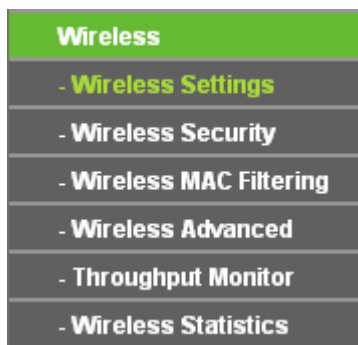 Wireless
- Wireless Settings
- Wireless Security
- Wireless MAC Filtering
- Wireless Advanced
- Throughput Monitor
- Wireless Statistics